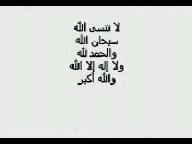 لا تنسى الله
سبحان الله
والحمد لله
ولا إله إلا الله
والله أكبر